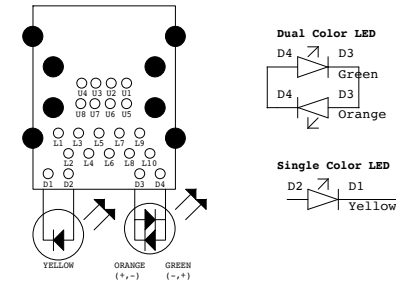 U4 U3 U2 U1
U8 U7 U6 U5
L1 L3 L5 L7 L9
L2 L4 L6 L8 L10
D1 D2 D3 D4
YELLOW
ORANGE GREEN
(+,-) (-,+)
Dual Color LED
D4 D3
Green
D4 D3
Orange
Single Color LED
D2 D1
Yellow